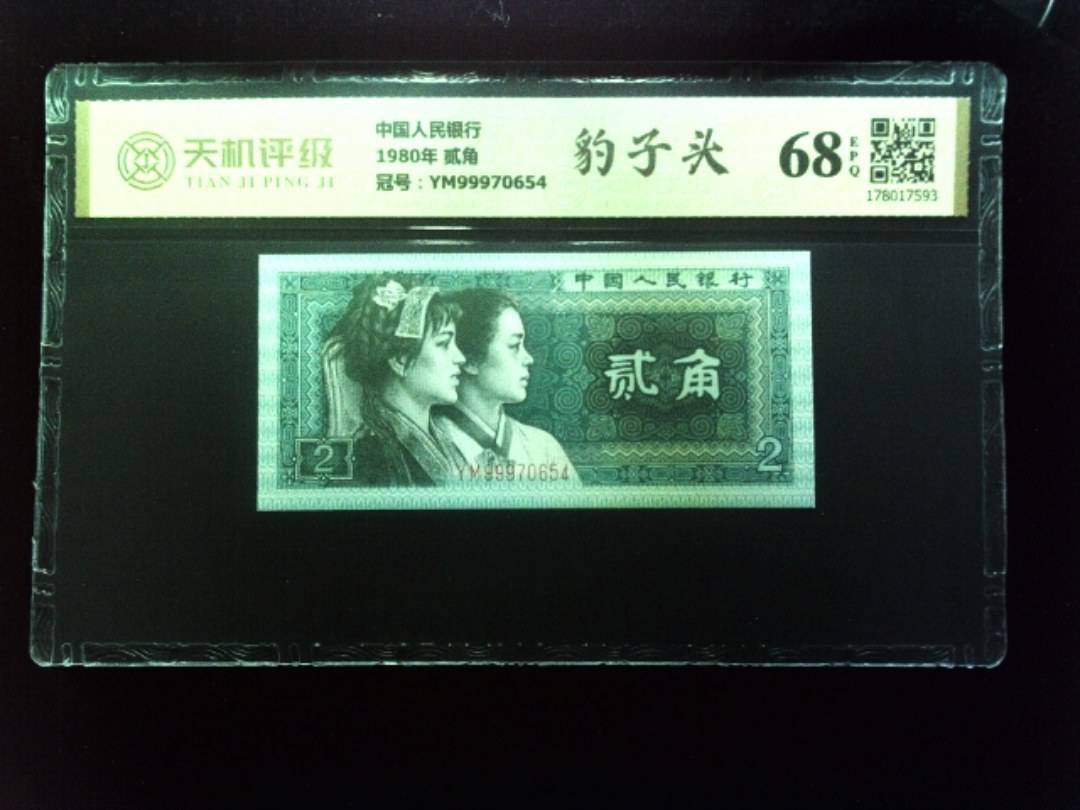 天机评级
TIAN JI PING JI
中国人民银行
1980年 贰角
冠号：YM99970654
豹子头
68
EPQ
178017593
中国人民银行
贰角
2
2
YM99970654